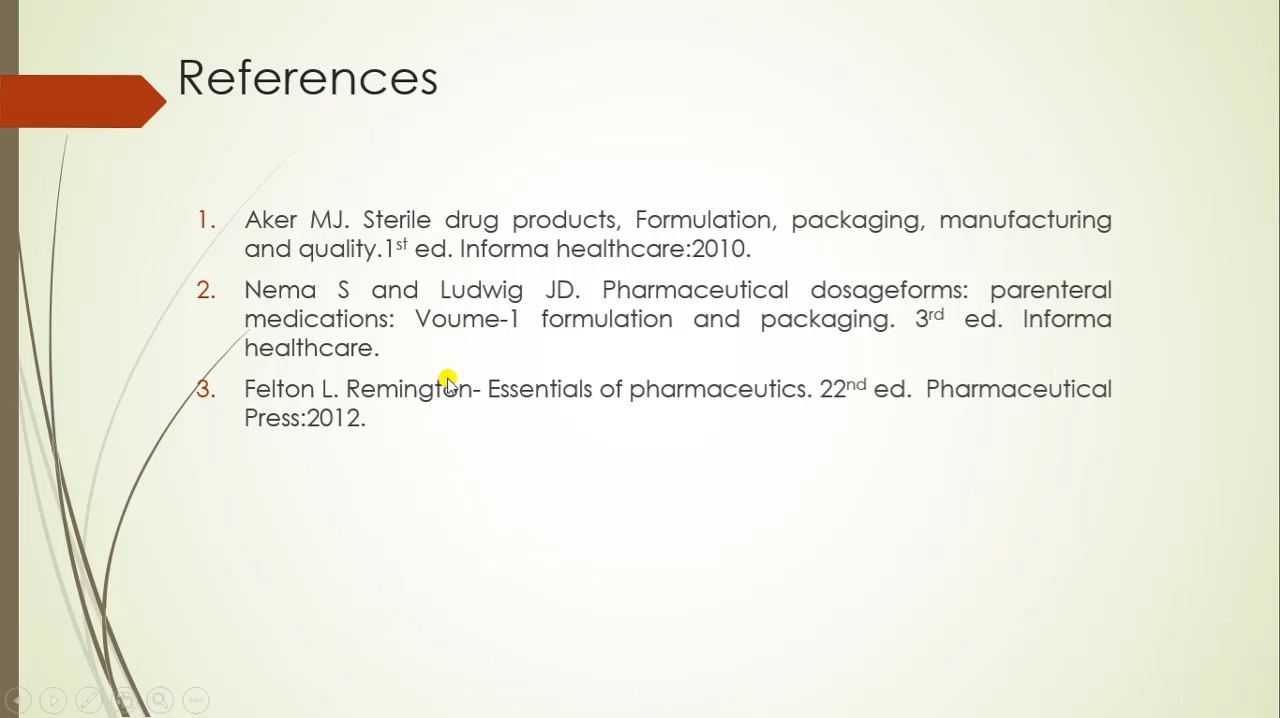 References
1. Aker MJ. Sterile drug products, Formulation, packaging, manufacturing
and quality.1st ed. Informa healthcare:2010.
2. Nema S and Ludwig JD. Pharmaceutical dosageforms: parenteral
medications: Voume-1 formulation and packaging. 3rd ed. Informa
healthcare.
3. Felton L. Remington- Essentials of pharmaceutics. 22nd ed. Pharmaceutical
Press:2012.